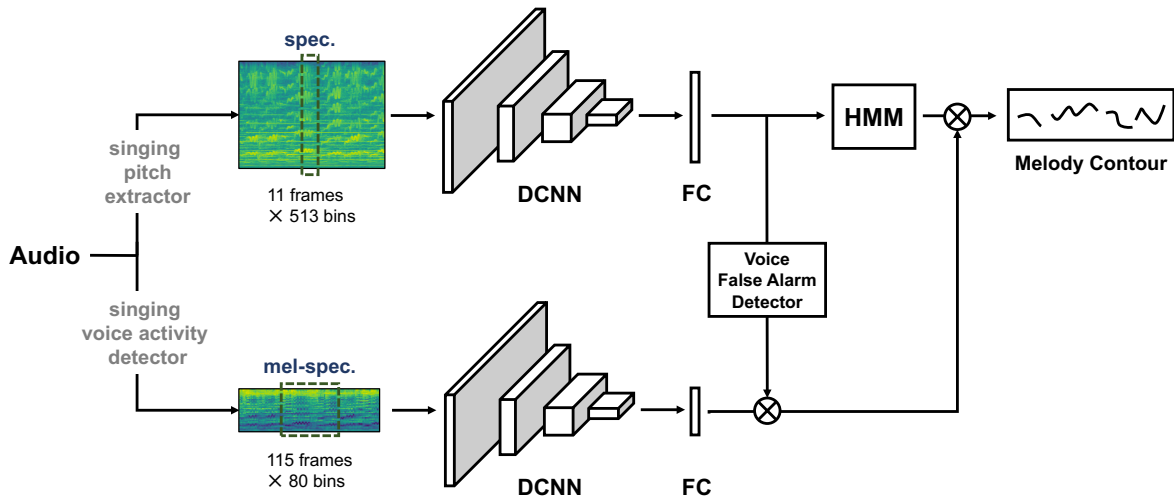 spec.
singing
pitch
extractor
11 frames
× 513 bins
DCNN
FC
HMM
Melody Contour
Audio
Voice
False Alarm
Detector
singing
voice activity
detector
mel-spec.
115 frames
× 80 bins
DCNN
FC